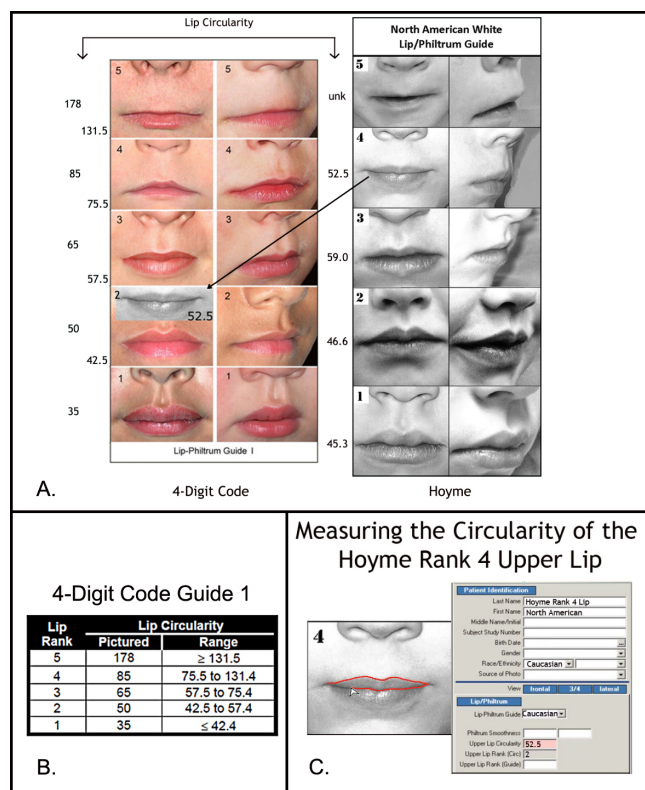 Lip Circularity
North American White
Lip/Philtrum Guide
5
5
5
178
unk
131.5
4
4
4
85
52.5
75.5
3
3
3
65
59.0
57.5
2
52.5
2
2
50
46.6
42.5
1
1
1
35
45.3
Lip-Philtrum Guide I
A.
4-Digit Code
Hoyme
4-Digit Code Guide 1
Lip Rank
Lip Circularity
Pictured
Range
5 178 ≥ 131.5
4 85 75.5 to 131.4
3 65 57.5 to 75.4
2 50 42.5 to 57.4
1 35 ≤ 42.4
B.
Measuring the Circularity of the
Hoyme Rank 4 Upper Lip
4
Patient Identification
Last Name Hoyme Rank 4 Lip
First Name North American
Middle Name/Initial
Subject Study Number
Birth Date ...
Gender
Race/Ethnicity Caucasian
Source of Photo
View frontal 3/4 lateral
Lip/Philtrum
Lip-Philtrum Guide Caucasian
Philtrum Smoothness
Upper Lip Circularity 52.5
Upper Lip Rank (Circ) 2
Upper Lip Rank (Guide)
C.